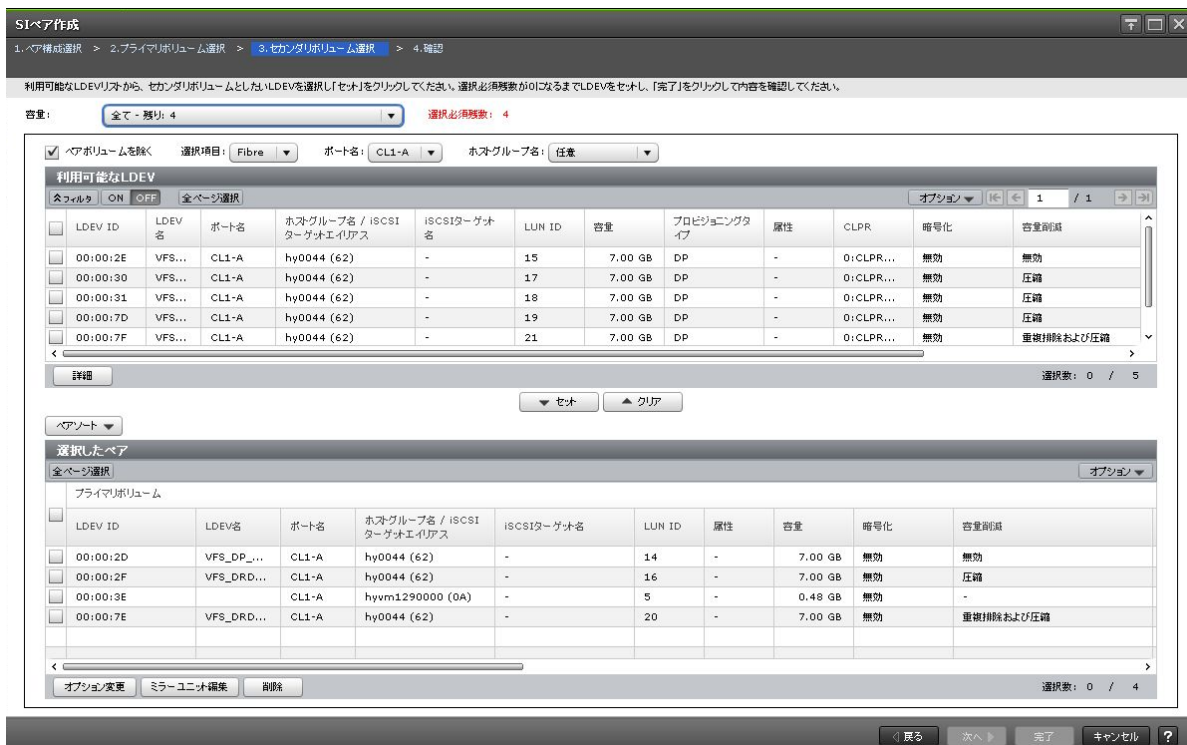 SIペア作成
1.ペア構成選択 > 2.プライマリボリューム選択 > 3.セカンダリボリューム選択 > 4.確認
利用可能なLDEVリストから、セカンダリボリュームとしたいLDEVを選択し「セット」をクリックしてください。選択必須残数が0になるまでLDEVをセットし、「完了」をクリックして内容を確認してください。
容量: 全て - 残り: 4 選択必須残数: 4
ペアボリュームを除く 選択項目: Fibre ポート名: CL1-A ホストグループ名: 任意
利用可能なLDEV
フィルタ ON OFF 全ページ選択 オプション 1 / 1
LDEV ID LDEV名 ポート名 ホストグループ名 / iSCSIターゲットエイリアス iSCSIターゲット名 LUN ID 容量 プロビジョニングタイプ 属性 CLPR 暗号化 容量削減
00:00:2E VFS... CL1-A hy0044 (62) - 15 7.00 GB DP - 0:CLPR... 無効 無効
00:00:30 VFS... CL1-A hy0044 (62) - 17 7.00 GB DP - 0:CLPR... 無効 圧縮
00:00:31 VFS... CL1-A hy0044 (62) - 18 7.00 GB DP - 0:CLPR... 無効 圧縮
00:00:7D VFS... CL1-A hy0044 (62) - 19 7.00 GB DP - 0:CLPR... 無効 圧縮
00:00:7F VFS... CL1-A hy0044 (62) - 21 7.00 GB DP - 0:CLPR... 無効 重複排除および圧縮
詳細 選択数: 0 / 5
セット クリア
ペアソート
選択したペア
全ページ選択 オプション
プライマリボリューム
LDEV ID LDEV名 ポート名 ホストグループ名 / iSCSIターゲットエイリアス iSCSIターゲット名 LUN ID 属性 容量 暗号化 容量削減
00:00:2D VFS_DP_... CL1-A hy0044 (62) - 14 - 7.00 GB 無効 無効
00:00:2F VFS_DRD... CL1-A hy0044 (62) - 16 - 7.00 GB 無効 圧縮
00:00:3E CL1-A hyvm1290000 (0A) - 5 - 0.48 GB 無効 -
00:00:7E VFS_DRD... CL1-A hy0044 (62) - 20 - 7.00 GB 無効 重複排除および圧縮
オプション変更 ミラーユニット編集 削除 選択数: 0 / 4
戻る 次へ 完了 キャンセル ?